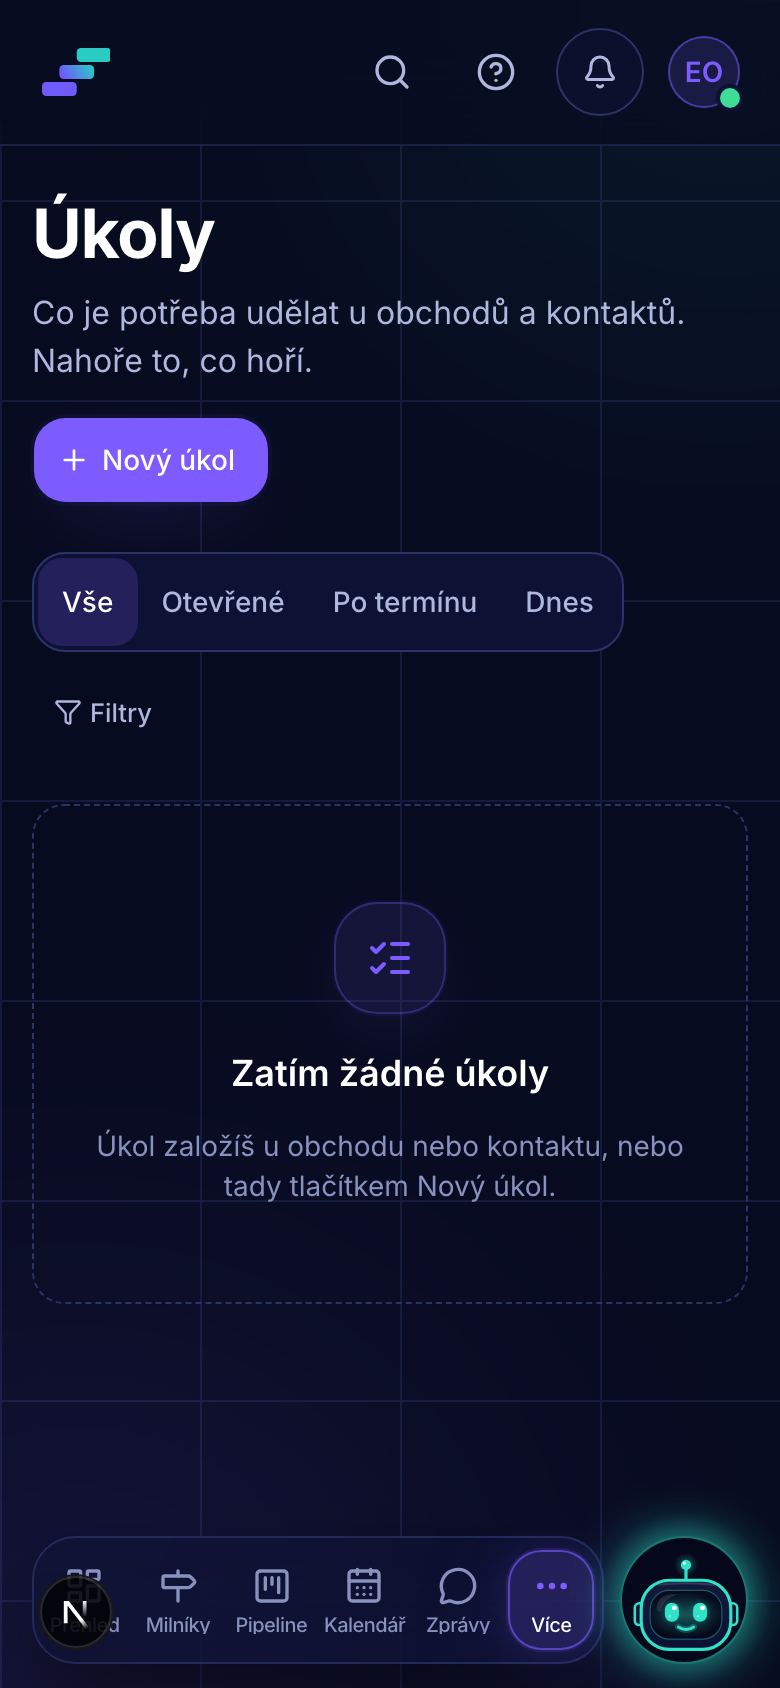 EO
Úkoly
Co je potřeba udělat u obchodů a kontaktů.
Nahoře to, co hoří.
+ Nový úkol
Vše Otevřené Po termínu Dnes
Filtry
Zatím žádné úkoly
Úkol založíš u obchodu nebo kontaktu, nebo
tady tlačítkem Nový úkol.
N
Milníky Pipeline Kalendář Zprávy Více